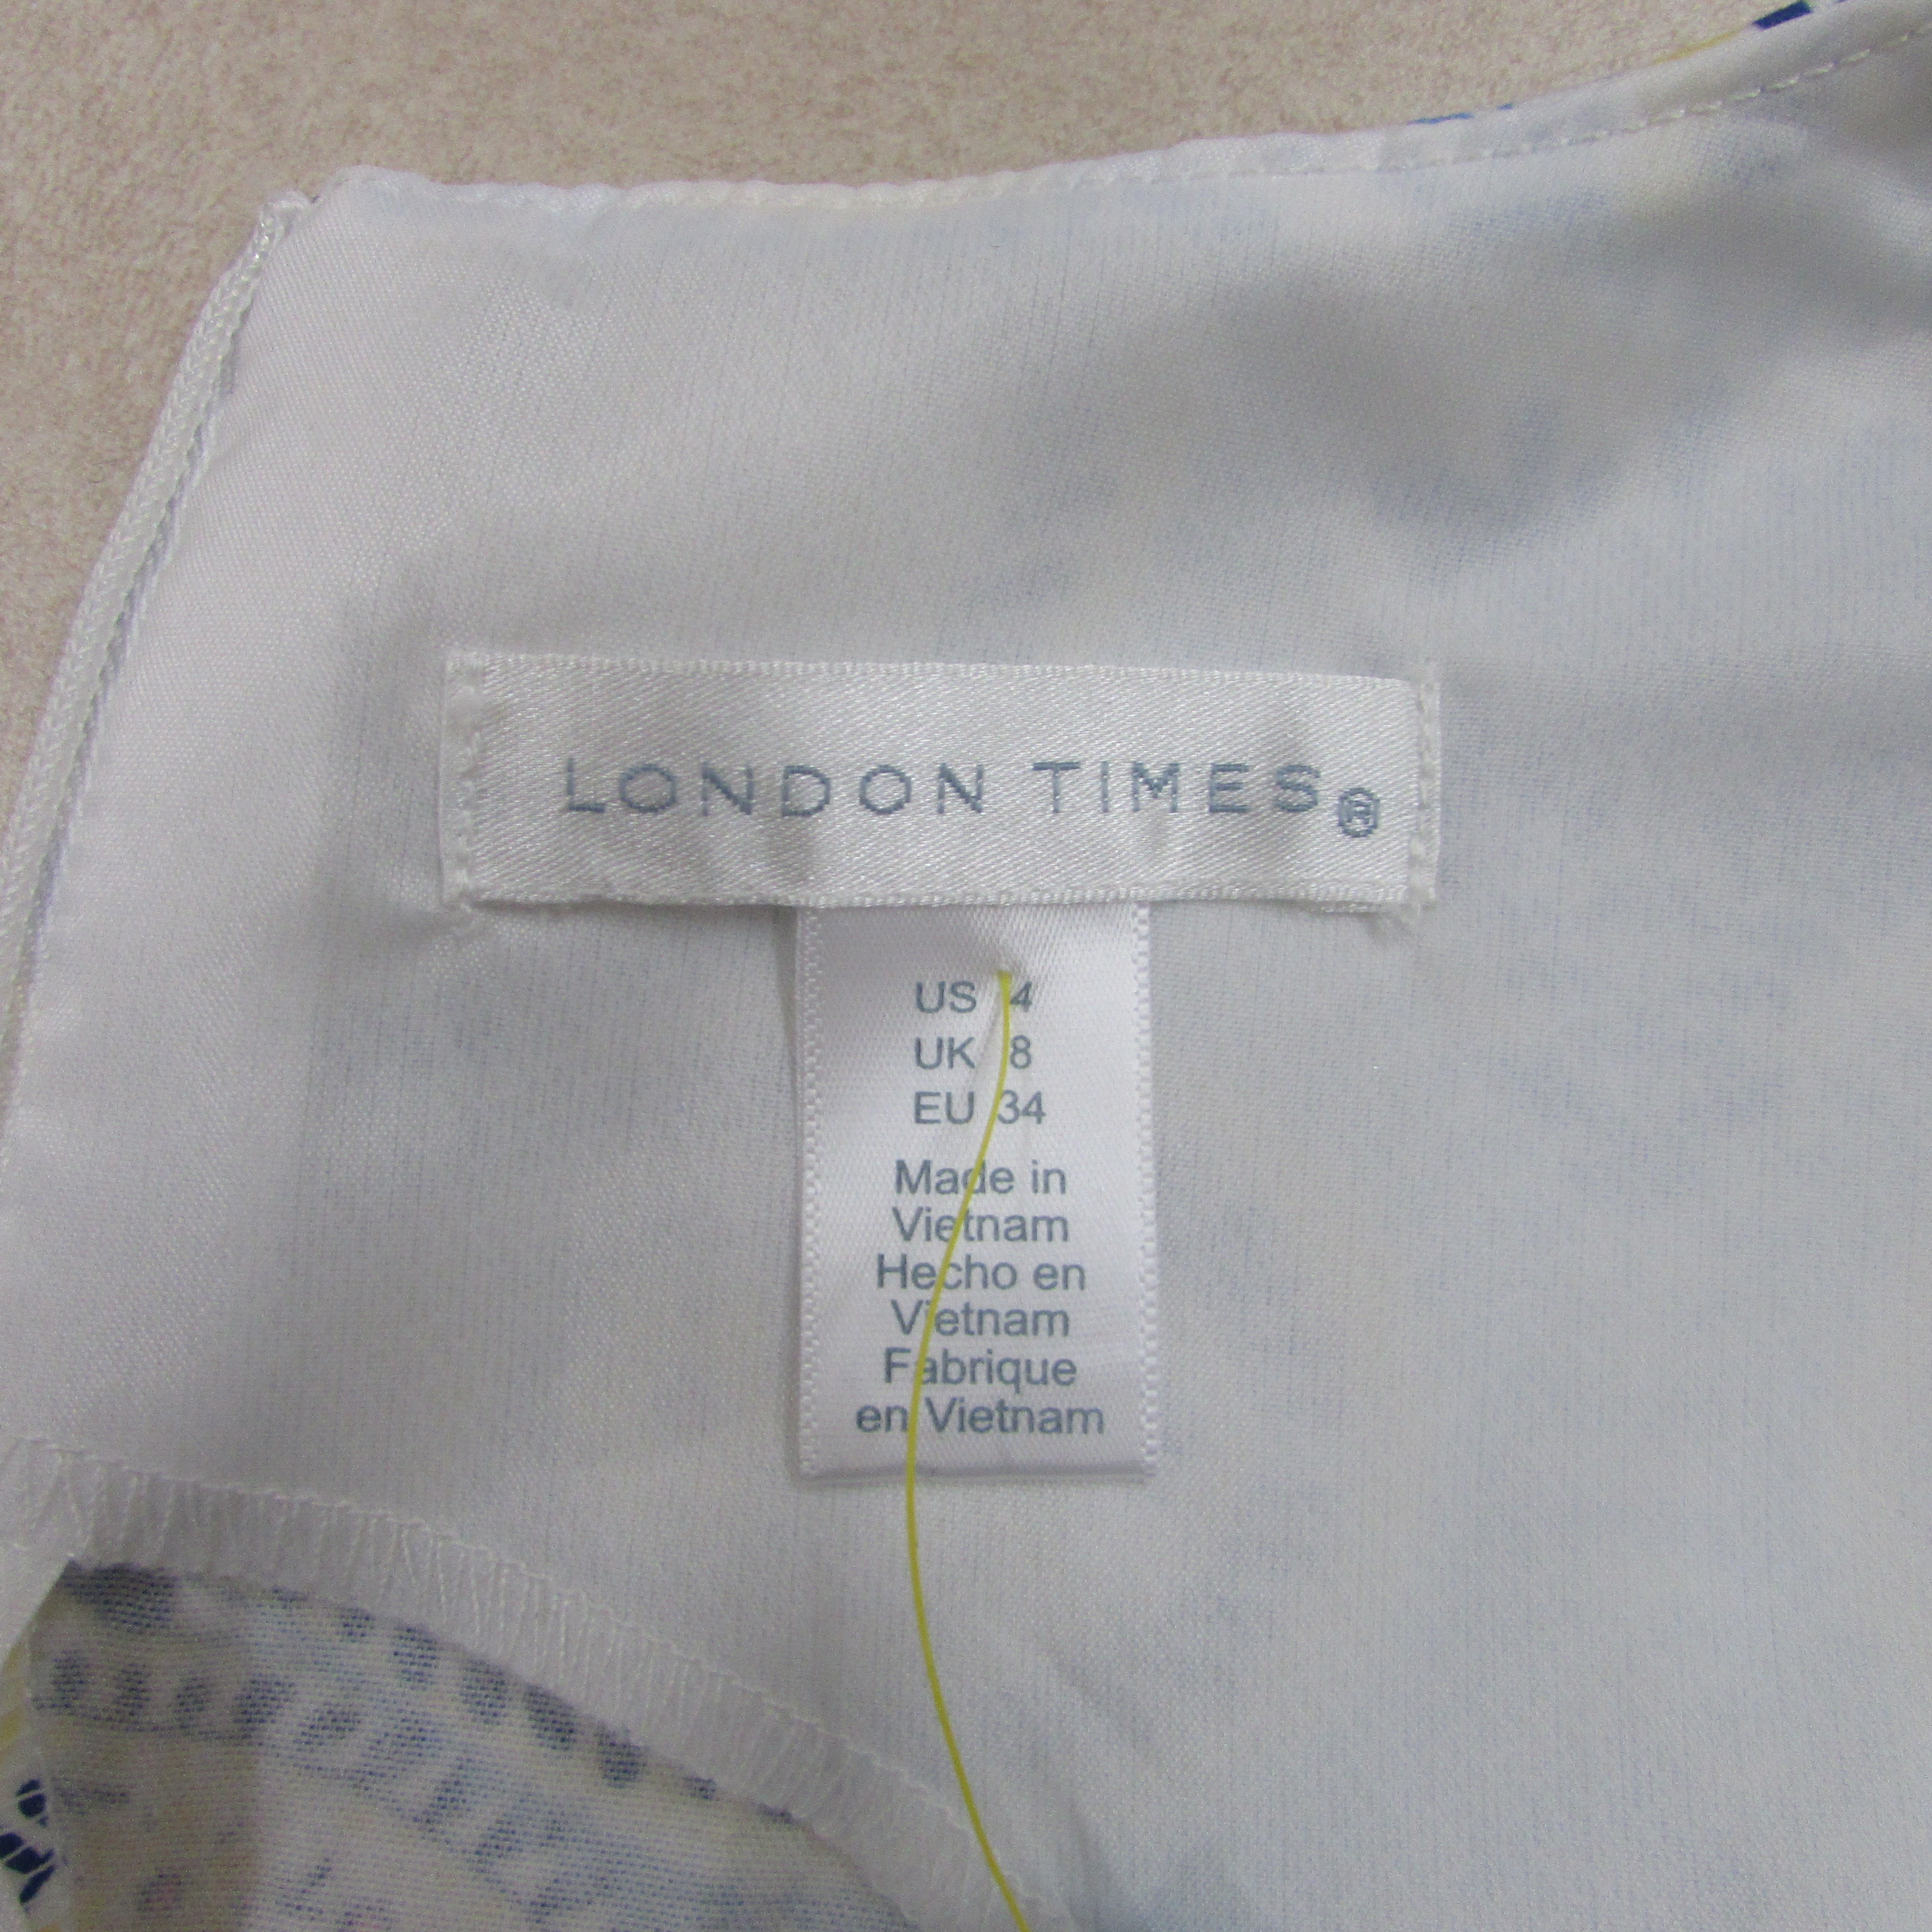 LONDON TIMES®
US 4
UK 8
EU 34
Made in
Vietnam
Hecho en
Vietnam
Fabrique
en Vietnam